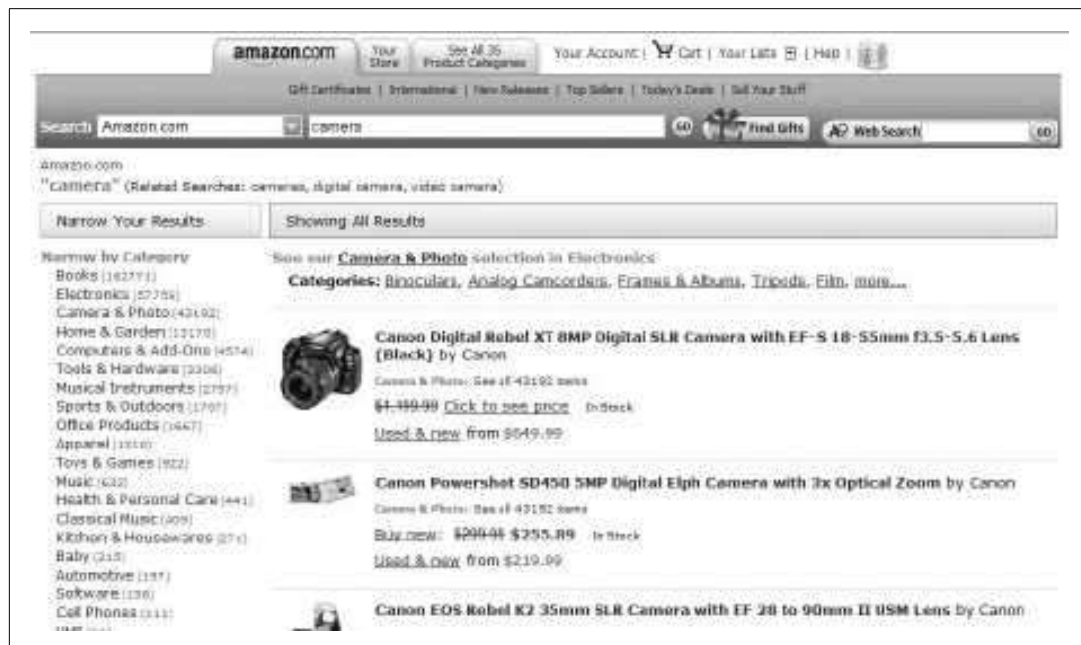 amazon.com Your Store See All 35 Product Categories Your Account | Cart | Your Lists | Help |
Gift Certificates | International | New Releases | Top Sellers | Today's Deals | Sell Your Stuff
Search Amazon.com camera GO Find Gifts A9 Web Search GO
Amazon.com
"camera" (Related Searches: cameras, digital camera, video camera)
Narrow Your Results
Showing All Results
Narrow by Category
Books
Electronics
Camera & Photo (43192)
Home & Garden
Computers & Add-Ons (4574)
Tools & Hardware
Musical Instruments
Sports & Outdoors
Office Products
Apparel
Toys & Games (922)
Music
Health & Personal Care (441)
Classical Music
Kitchen & Housewares
Baby
Automotive
Software
Cell Phones
See our Camera & Photo selection in Electronics
Categories: Binoculars, Analog Camcorders, Frames & Albums, Tripods, Film, more...
Canon Digital Rebel XT 8MP Digital SLR Camera with EF-S 18-55mm f3.5-5.6 Lens
(Black) by Canon
Camera & Photo: See all 43192 items
Click to see price In Stock
Used & new from $649.99
Canon Powershot SD450 5MP Digital Elph Camera with 3x Optical Zoom by Canon
Camera & Photo: See all 43192 items
Buy new: $255.89 In Stock
Used & new from $219.99
Canon EOS Rebel K2 35mm SLR Camera with EF 28 to 90mm II USM Lens by Canon